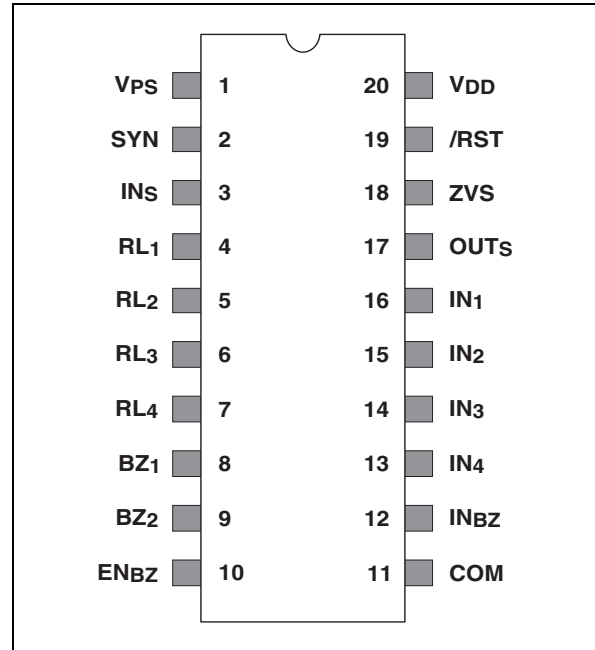 VPS 1 20 VDD
SYN 2 19 /RST
INS 3 18 ZVS
RL1 4 17 OUTS
RL2 5 16 IN1
RL3 6 15 IN2
RL4 7 14 IN3
BZ1 8 13 IN4
BZ2 9 12 INBZ
ENBZ 10 11 COM